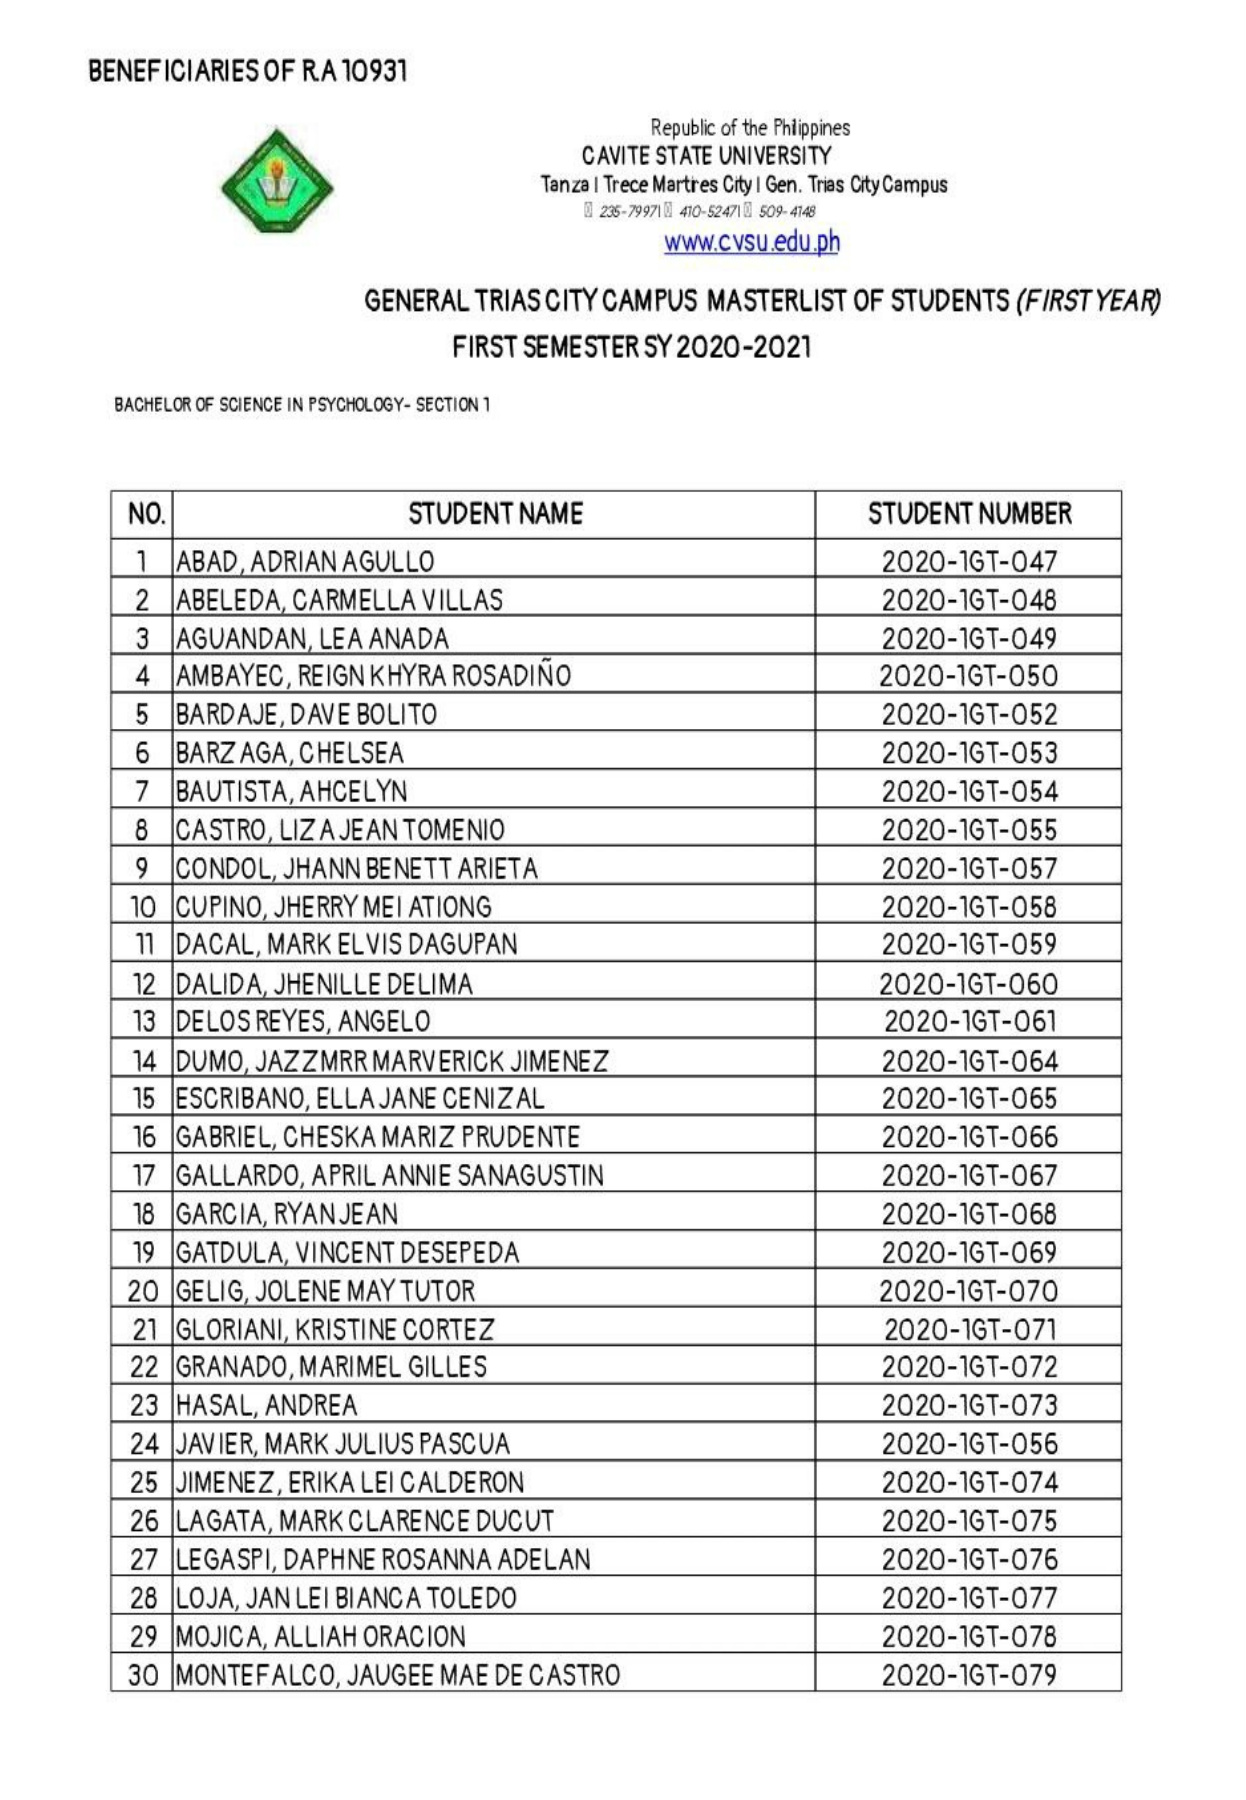 BENEFICIARIES OF R.A 10931
Republic of the Philippines
CAVITE STATE UNIVERSITY
Tanza | Trece Martires City | Gen. Trias City Campus
235-7997| 410-5247| 509-4148
www.cvsu.edu.ph
GENERAL TRIAS CITY CAMPUS MASTERLIST OF STUDENTS (FIRST YEAR)
FIRST SEMESTER SY 2020-2021
BACHELOR OF SCIENCE IN PSYCHOLOGY- SECTION 1
NO. STUDENT NAME STUDENT NUMBER
1 ABAD, ADRIAN AGULLO 2020-1GT-047
2 ABELEDA, CARMELLA VILLAS 2020-1GT-048
3 AGUANDAN, LEA ANADA 2020-1GT-049
4 AMBAYEC, REIGN KHYRA ROSADIÑO 2020-1GT-050
5 BARDAJE, DAVE BOLITO 2020-1GT-052
6 BARZAGA, CHELSEA 2020-1GT-053
7 BAUTISTA, AHCELYN 2020-1GT-054
8 CASTRO, LIZA JEAN TOMENIO 2020-1GT-055
9 CONDOL, JHANN BENETT ARIETA 2020-1GT-057
10 CUPINO, JHERRY MEI ATIONG 2020-1GT-058
11 DACAL, MARK ELVIS DAGUPAN 2020-1GT-059
12 DALIDA, JHENILLE DELIMA 2020-1GT-060
13 DELOS REYES, ANGELO 2020-1GT-061
14 DUMO, JAZZMRR MARVERICK JIMENEZ 2020-1GT-064
15 ESCRIBANO, ELLA JANE CENIZAL 2020-1GT-065
16 GABRIEL, CHESKA MARIZ PRUDENTE 2020-1GT-066
17 GALLARDO, APRIL ANNIE SANAGUSTIN 2020-1GT-067
18 GARCIA, RYAN JEAN 2020-1GT-068
19 GATDULA, VINCENT DESEPEDA 2020-1GT-069
20 GELIG, JOLENE MAY TUTOR 2020-1GT-070
21 GLORIANI, KRISTINE CORTEZ 2020-1GT-071
22 GRANADO, MARIMEL GILLES 2020-1GT-072
23 HASAL, ANDREA 2020-1GT-073
24 JAVIER, MARK JULIUS PASCUA 2020-1GT-056
25 JIMENEZ, ERIKA LEI CALDERON 2020-1GT-074
26 LAGATA, MARK CLARENCE DUCUT 2020-1GT-075
27 LEGASPI, DAPHNE ROSANNA ADELAN 2020-1GT-076
28 LOJA, JAN LEI BIANCA TOLEDO 2020-1GT-077
29 MOJICA, ALLIAH ORACION 2020-1GT-078
30 MONTEFALCO, JAUGEE MAE DE CASTRO 2020-1GT-079